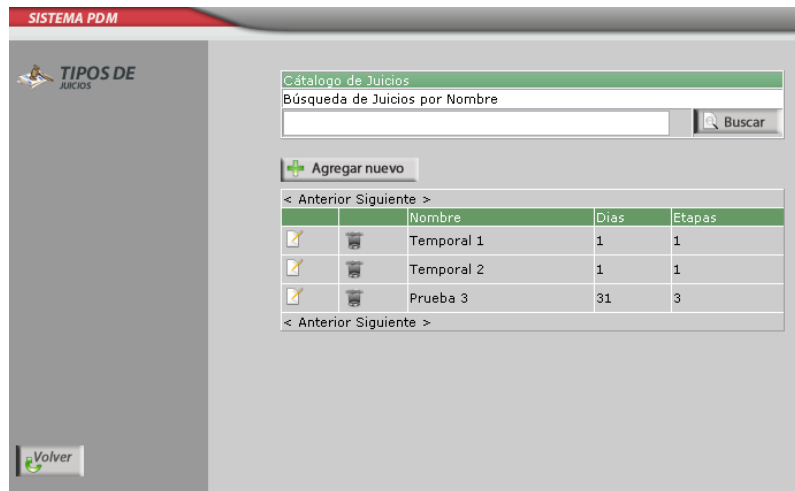 SISTEMA PDM
TIPOS DE
JUICIOS
Cátalogo de Juicios
Búsqueda de Juicios por Nombre
Buscar
Agregar nuevo
< Anterior Siguiente >
Nombre Dias Etapas
Temporal 1 1 1
Temporal 2 1 1
Prueba 3 31 3
< Anterior Siguiente >
Volver